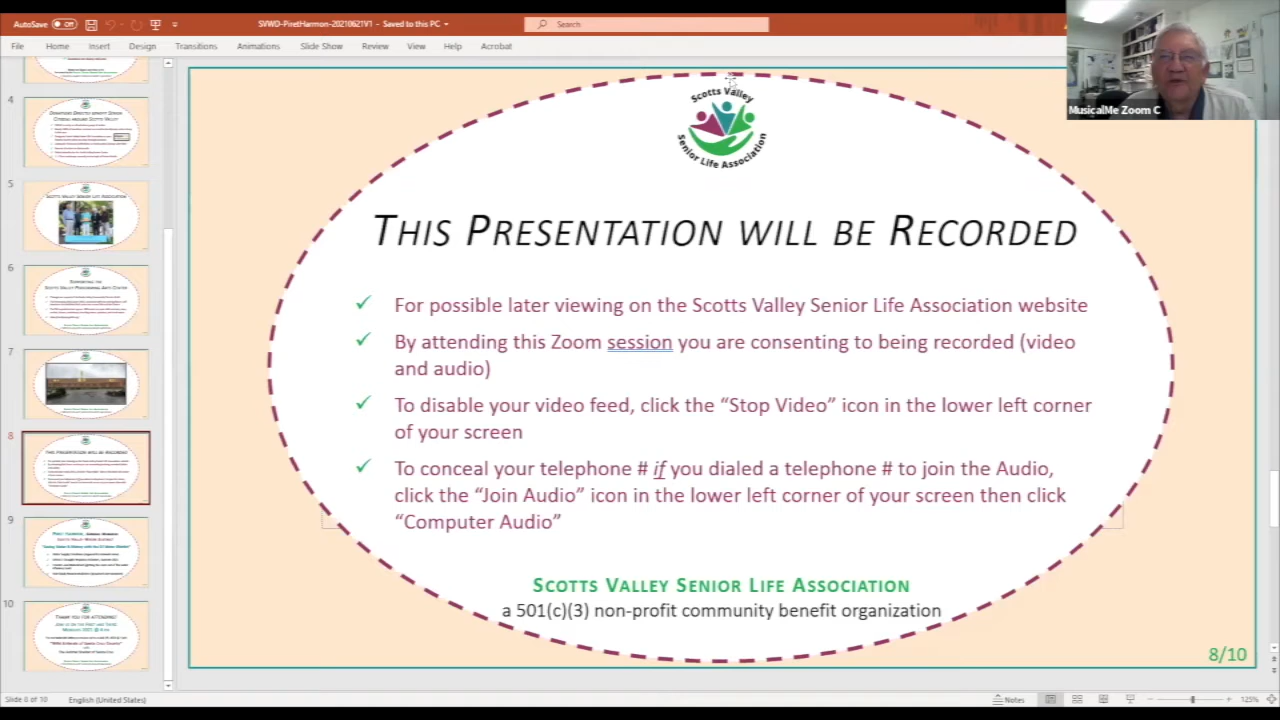 AutoSave Off
SVWD-PiretHarmon-20210621V1 - Saved to this PC
Search
File Home Insert Design Transitions Animations Slide Show Review View Help Acrobat
MusicalMe Zoom C
4
5
6
7
8
9
10
Scotts Valley
Senior Life Association
THIS PRESENTATION WILL BE RECORDED
✓ For possible later viewing on the Scotts Valley Senior Life Association website
✓ By attending this Zoom session you are consenting to being recorded (video
and audio)
✓ To disable your video feed, click the “Stop Video” icon in the lower left corner
of your screen
✓ To conceal your telephone # if you dialed a telephone # to join the Audio,
click the “Join Audio” icon in the lower left corner of your screen then click
“Computer Audio”
SCOTTS VALLEY SENIOR LIFE ASSOCIATION
a 501(c)(3) non-profit community benefit organization
8/10
Slide 8 of 10 English (United States) Notes 125%